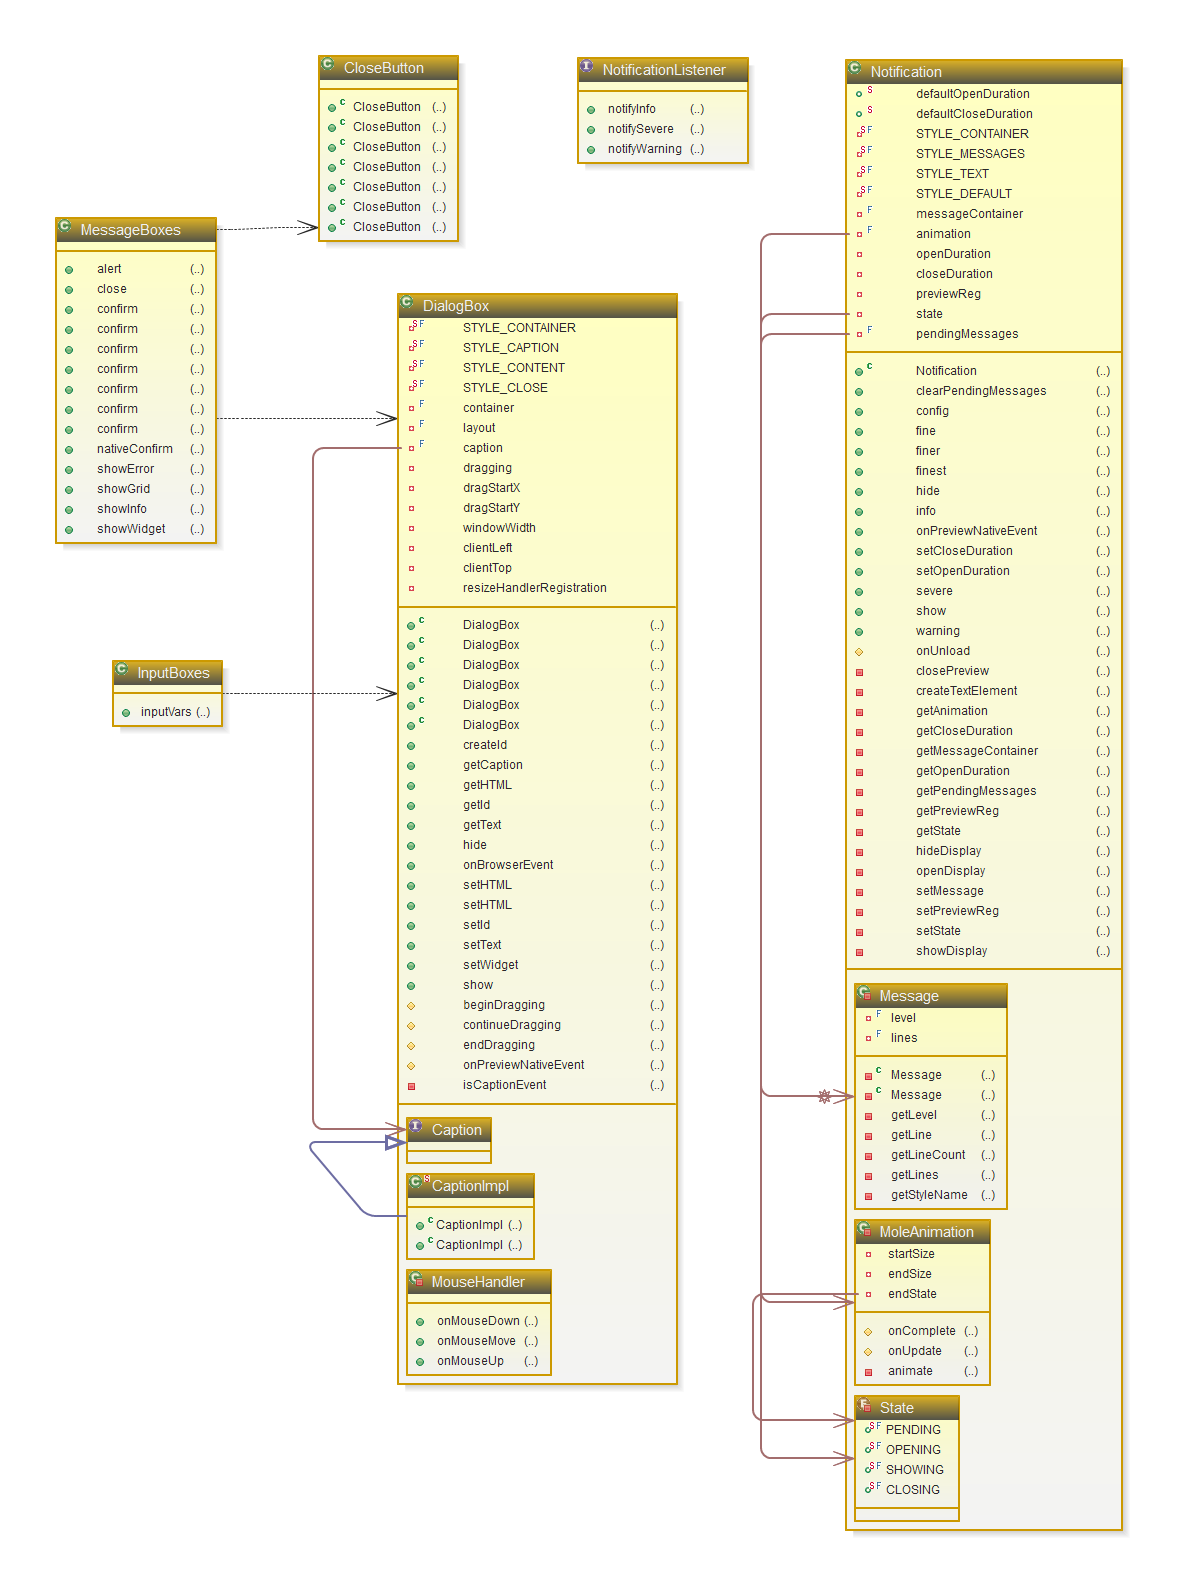 CloseButton
CloseButton (..)
CloseButton (..)
CloseButton (..)
CloseButton (..)
CloseButton (..)
CloseButton (..)
CloseButton (..)
NotificationListener
notifyInfo (..)
notifySevere (..)
notifyWarning (..)
MessageBoxes
alert (..)
close (..)
confirm (..)
confirm (..)
confirm (..)
confirm (..)
confirm (..)
confirm (..)
confirm (..)
nativeConfirm (..)
showError (..)
showGrid (..)
showInfo (..)
showWidget (..)
InputBoxes
inputVars (..)
DialogBox
STYLE_CONTAINER
STYLE_CAPTION
STYLE_CONTENT
STYLE_CLOSE
container
layout
caption
dragging
dragStartX
dragStartY
windowWidth
clientLeft
clientTop
resizeHandlerRegistration
DialogBox (..)
DialogBox (..)
DialogBox (..)
DialogBox (..)
DialogBox (..)
DialogBox (..)
createId (..)
getCaption (..)
getHTML (..)
getId (..)
getText (..)
hide (..)
onBrowserEvent (..)
setHTML (..)
setHTML (..)
setId (..)
setText (..)
setWidget (..)
show (..)
beginDragging (..)
continueDragging (..)
endDragging (..)
onPreviewNativeEvent (..)
isCaptionEvent (..)
Caption
CaptionImpl
CaptionImpl (..)
CaptionImpl (..)
MouseHandler
onMouseDown (..)
onMouseMove (..)
onMouseUp (..)
Notification
defaultOpenDuration
defaultCloseDuration
STYLE_CONTAINER
STYLE_MESSAGES
STYLE_TEXT
STYLE_DEFAULT
messageContainer
animation
openDuration
closeDuration
previewReg
state
pendingMessages
Notification (..)
clearPendingMessages (..)
config (..)
fine (..)
finer (..)
finest (..)
hide (..)
info (..)
onPreviewNativeEvent (..)
setCloseDuration (..)
setOpenDuration (..)
severe (..)
show (..)
warning (..)
onUnload (..)
closePreview (..)
createTextElement (..)
getAnimation (..)
getCloseDuration (..)
getMessageContainer (..)
getOpenDuration (..)
getPendingMessages (..)
getPreviewReg (..)
getState (..)
hideDisplay (..)
openDisplay (..)
setMessage (..)
setPreviewReg (..)
setState (..)
showDisplay (..)
Message
level
lines
Message (..)
Message (..)
getLevel (..)
getLine (..)
getLineCount (..)
getLines (..)
getStyleName (..)
MoleAnimation
startSize
endSize
endState
onComplete (..)
onUpdate (..)
animate (..)
State
PENDING
OPENING
SHOWING
CLOSING